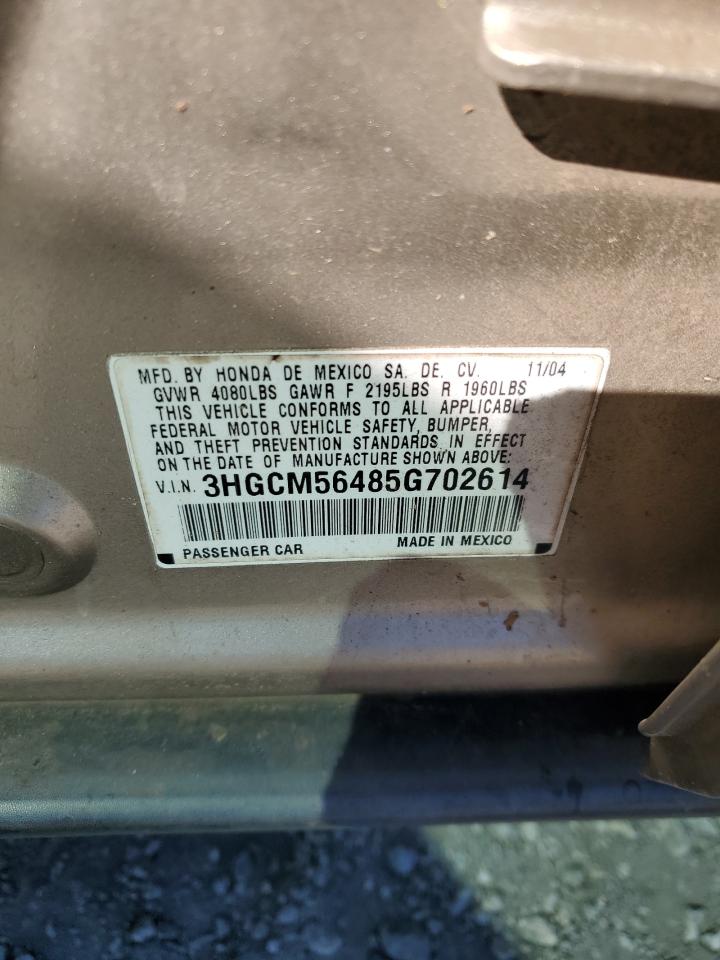 MFD. BY HONDA DE MEXICO SA. DE. CV. 11/04
GVWR 4080LBS GAWR F 2195LBS R 1960LBS
THIS VEHICLE CONFORMS TO ALL APPLICABLE
FEDERAL MOTOR VEHICLE SAFETY, BUMPER,
AND THEFT PREVENTION STANDARDS IN EFFECT
ON THE DATE OF MANUFACTURE SHOWN ABOVE:
V.I.N. 3HGCM56485G702614
PASSENGER CAR MADE IN MEXICO